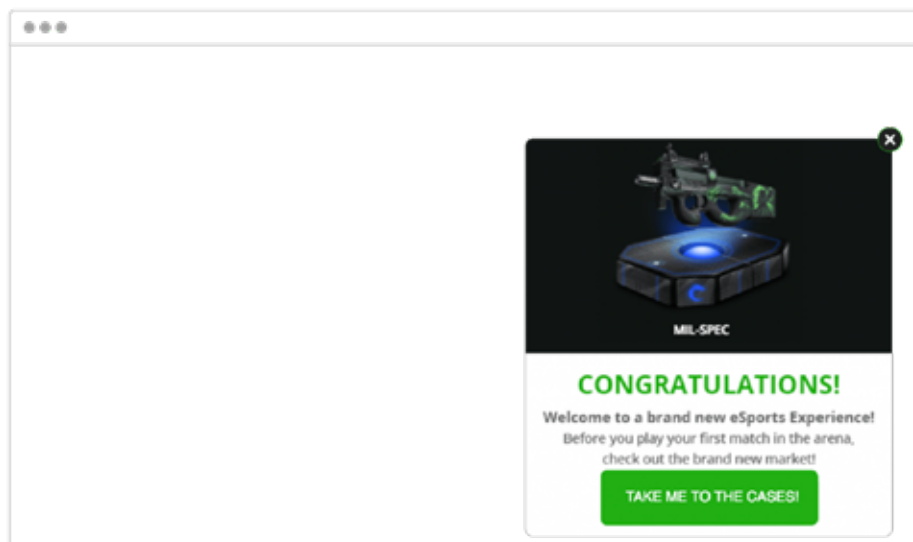 MIL-SPEC
CONGRATULATIONS!
Welcome to a brand new eSports Experience!
Before you play your first match in the arena,
check out the brand new market!
TAKE ME TO THE CASES!